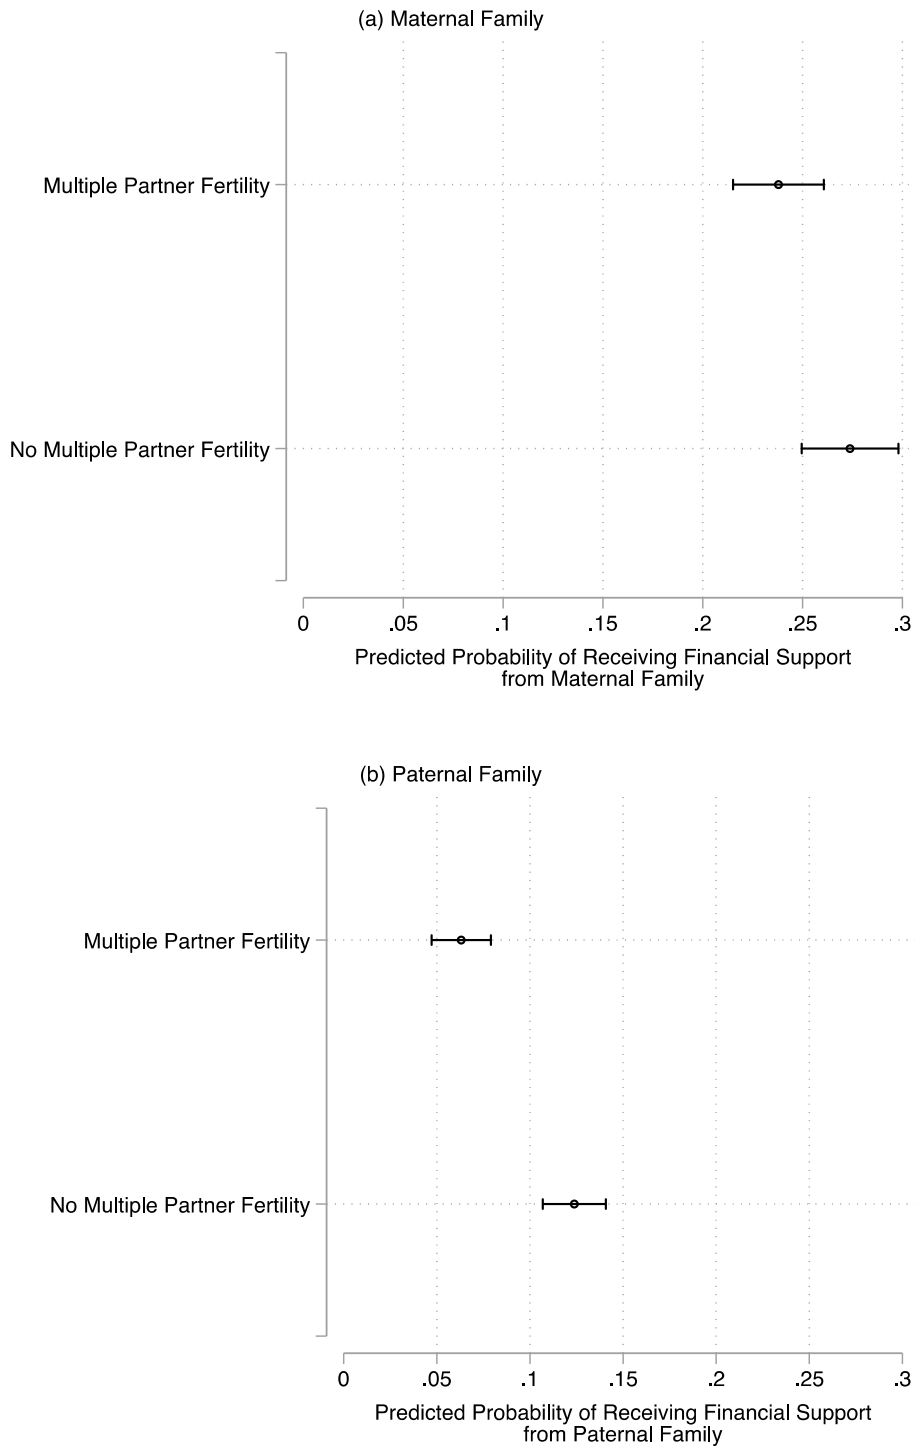 (a) Maternal Family
Multiple Partner Fertility
No Multiple Partner Fertility
0 .05 .1 .15 .2 .25 .3
Predicted Probability of Receiving Financial Support
from Maternal Family
(b) Paternal Family
Multiple Partner Fertility
No Multiple Partner Fertility
0 .05 .1 .15 .2 .25 .3
Predicted Probability of Receiving Financial Support
from Paternal Family